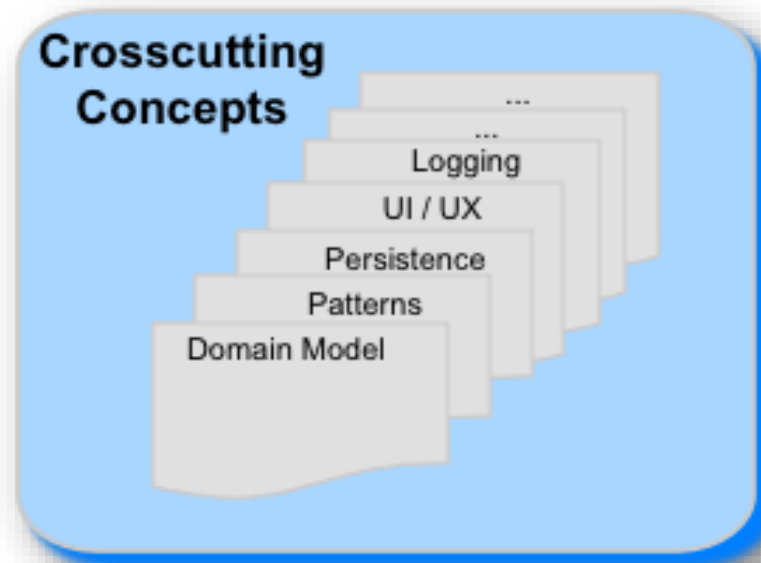 Crosscutting
Concepts
...
...
Logging
UI / UX
Persistence
Patterns
Domain Model